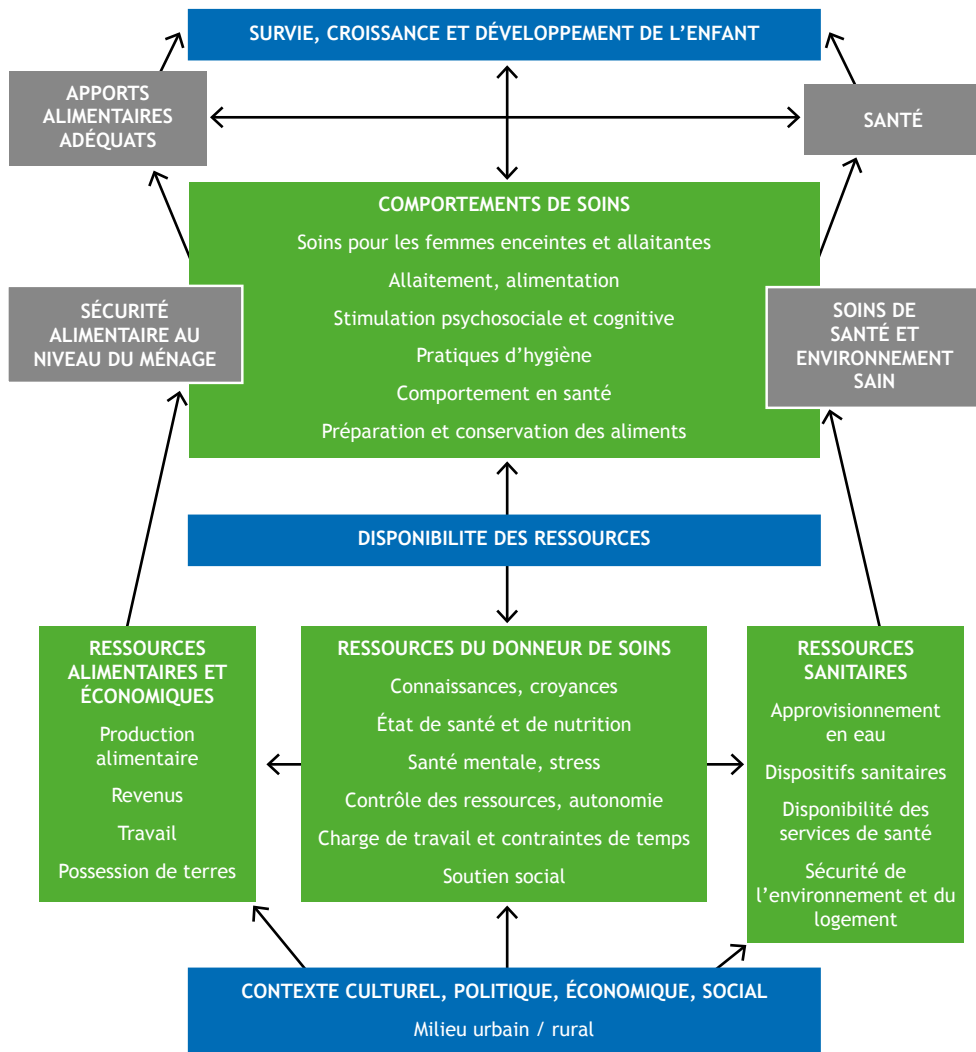 SURVIE, CROISSANCE ET DÉVELOPPEMENT DE L’ENFANT
APPORTS
ALIMENTAIRES
ADÉQUATS
SANTÉ
COMPORTEMENTS DE SOINS
Soins pour les femmes enceintes et allaitantes
Allaitement, alimentation
Stimulation psychosociale et cognitive
Pratiques d’hygiène
Comportement en santé
Préparation et conservation des aliments
SÉCURITÉ
ALIMENTAIRE AU
NIVEAU DU MÉNAGE
SOINS DE
SANTÉ ET
ENVIRONNEMENT
SAIN
DISPONIBILITE DES RESSOURCES
RESSOURCES
ALIMENTAIRES ET
ÉCONOMIQUES
Production
alimentaire
Revenus
Travail
Possession de terres
RESSOURCES DU DONNEUR DE SOINS
Connaissances, croyances
État de santé et de nutrition
Santé mentale, stress
Contrôle des ressources, autonomie
Charge de travail et contraintes de temps
Soutien social
RESSOURCES
SANITAIRES
Approvisionnement
en eau
Dispositifs sanitaires
Disponibilité des
services de santé
Sécurité de
l’environnement et du
logement
CONTEXTE CULTUREL, POLITIQUE, ÉCONOMIQUE, SOCIAL
Milieu urbain / rural